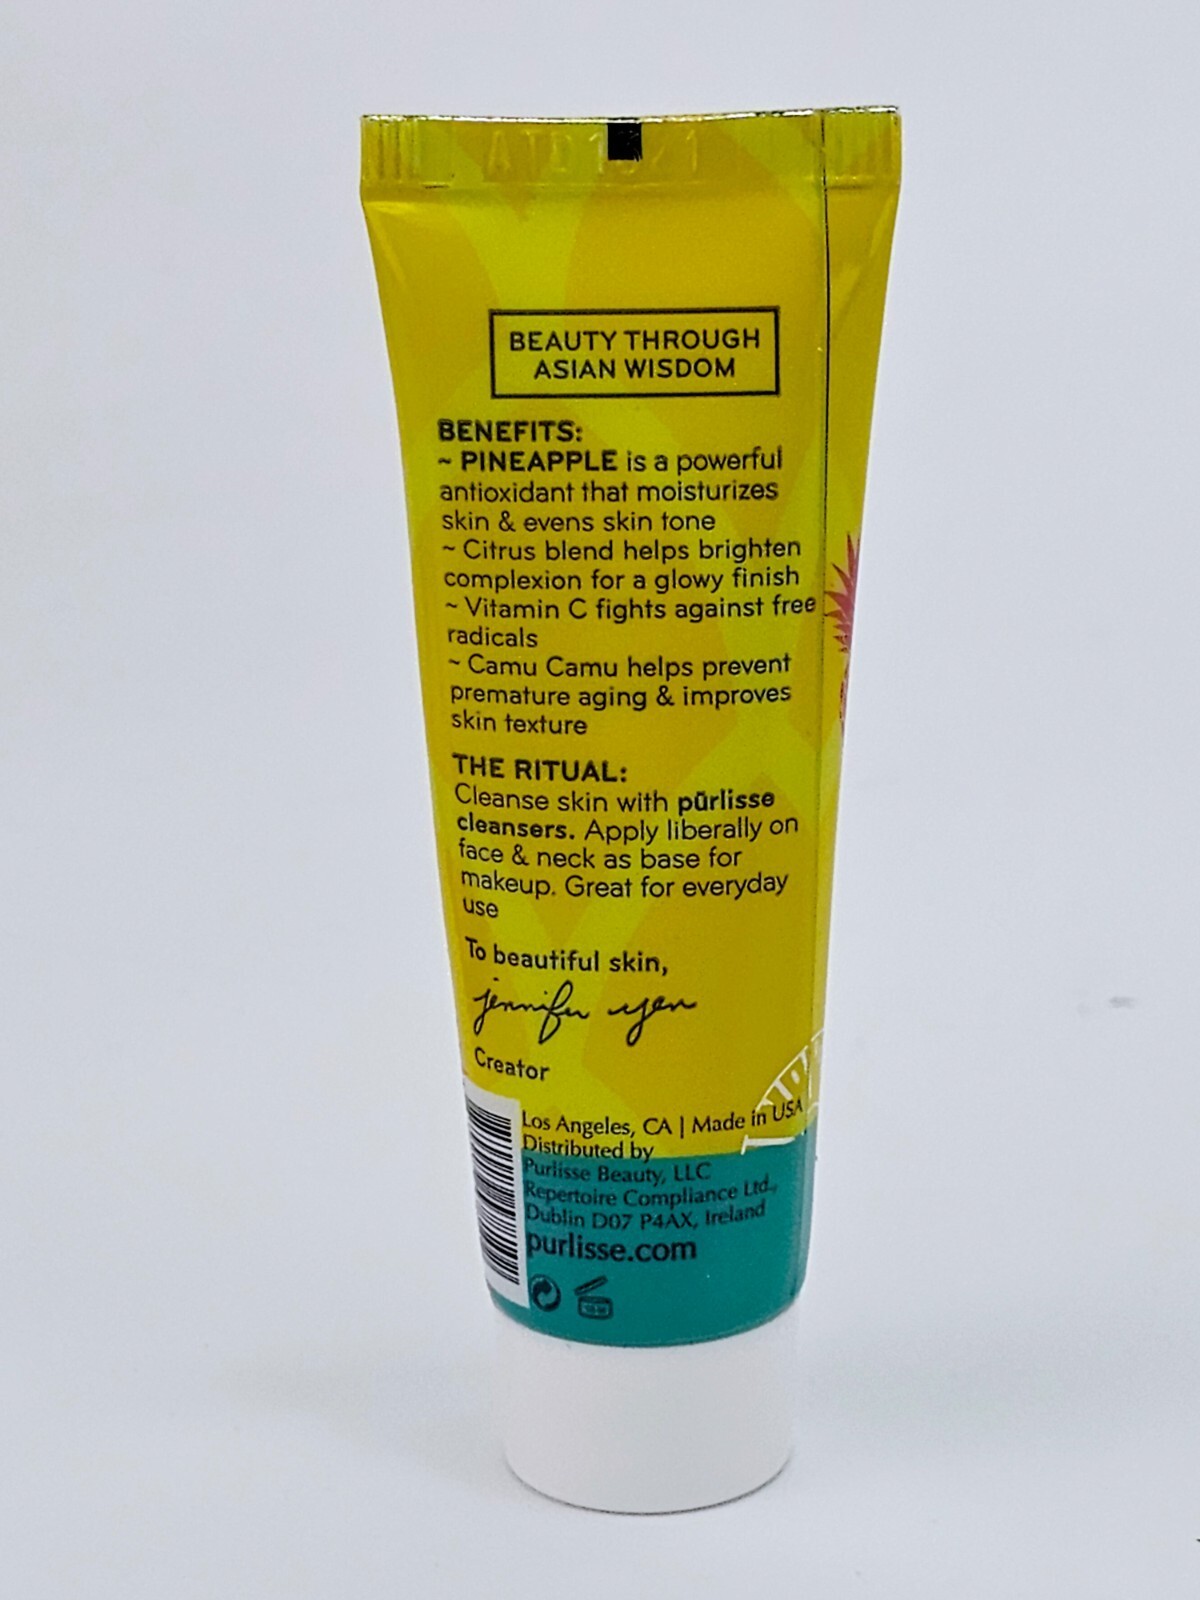 BEAUTY THROUGH
ASIAN WISDOM
BENEFITS:
~ PINEAPPLE is a powerful
antioxidant that moisturizes
skin & evens skin tone
~ Citrus blend helps brighten
complexion for a glowy finish
~ Vitamin C fights against free
radicals
~ Camu Camu helps prevent
premature aging & improves
skin texture
THE RITUAL:
Cleanse skin with pūrlisse
cleansers. Apply liberally on
face & neck as base for
makeup. Great for everyday
use
To beautiful skin,
jennifer yen
Creator
Los Angeles, CA | Made in USA
Distributed by
Purlisse Beauty, LLC
Repertoire Compliance Ltd.,
Dublin D07 P4AX, Ireland
purlisse.com